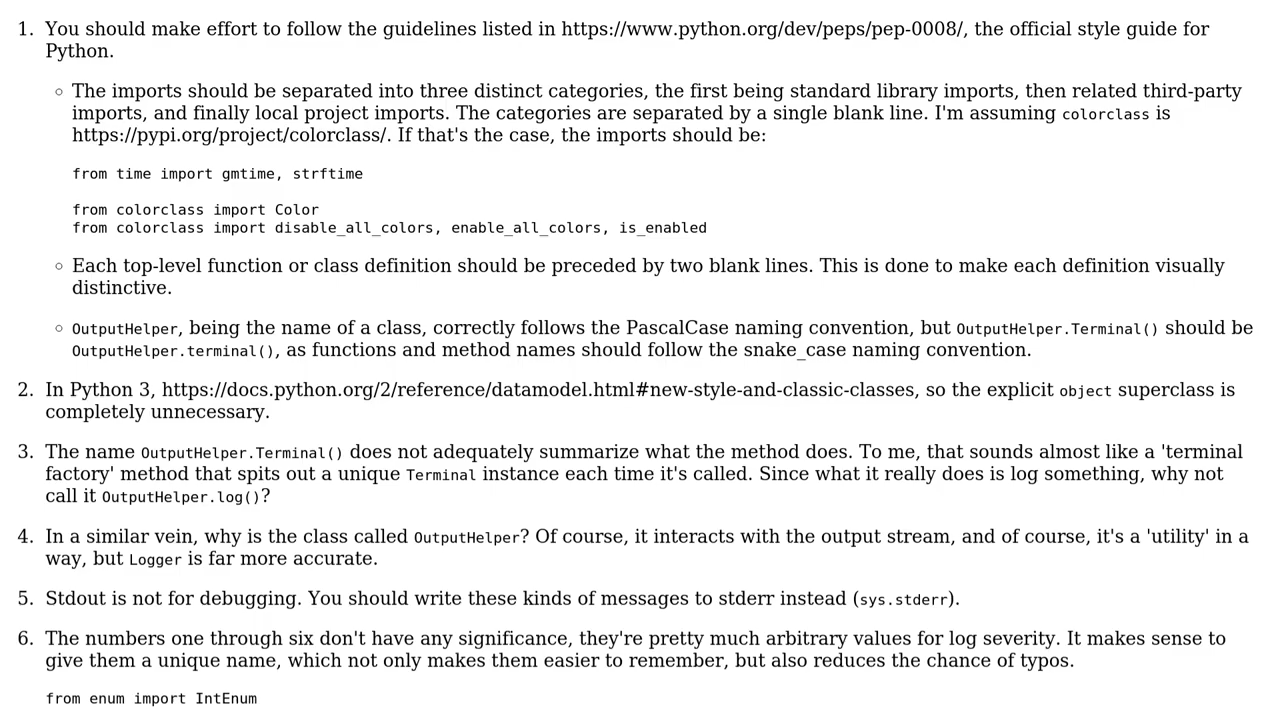 1. You should make effort to follow the guidelines listed in https://www.python.org/dev/peps/pep-0008/, the official style guide for
Python.
◦ The imports should be separated into three distinct categories, the first being standard library imports, then related third-party
imports, and finally local project imports. The categories are separated by a single blank line. I'm assuming colorclass is
https://pypi.org/project/colorclass/. If that's the case, the imports should be:
from time import gmtime, strftime
from colorclass import Color
from colorclass import disable_all_colors, enable_all_colors, is_enabled
◦ Each top-level function or class definition should be preceded by two blank lines. This is done to make each definition visually
distinctive.
◦ OutputHelper, being the name of a class, correctly follows the PascalCase naming convention, but OutputHelper.Terminal() should be
OutputHelper.terminal(), as functions and method names should follow the snake_case naming convention.
2. In Python 3, https://docs.python.org/2/reference/datamodel.html#new-style-and-classic-classes, so the explicit object superclass is
completely unnecessary.
3. The name OutputHelper.Terminal() does not adequately summarize what the method does. To me, that sounds almost like a 'terminal
factory' method that spits out a unique Terminal instance each time it's called. Since what it really does is log something, why not
call it OutputHelper.log()?
4. In a similar vein, why is the class called OutputHelper? Of course, it interacts with the output stream, and of course, it's a 'utility' in a
way, but Logger is far more accurate.
5. Stdout is not for debugging. You should write these kinds of messages to stderr instead (sys.stderr).
6. The numbers one through six don't have any significance, they're pretty much arbitrary values for log severity. It makes sense to
give them a unique name, which not only makes them easier to remember, but also reduces the chance of typos.
from enum import IntEnum